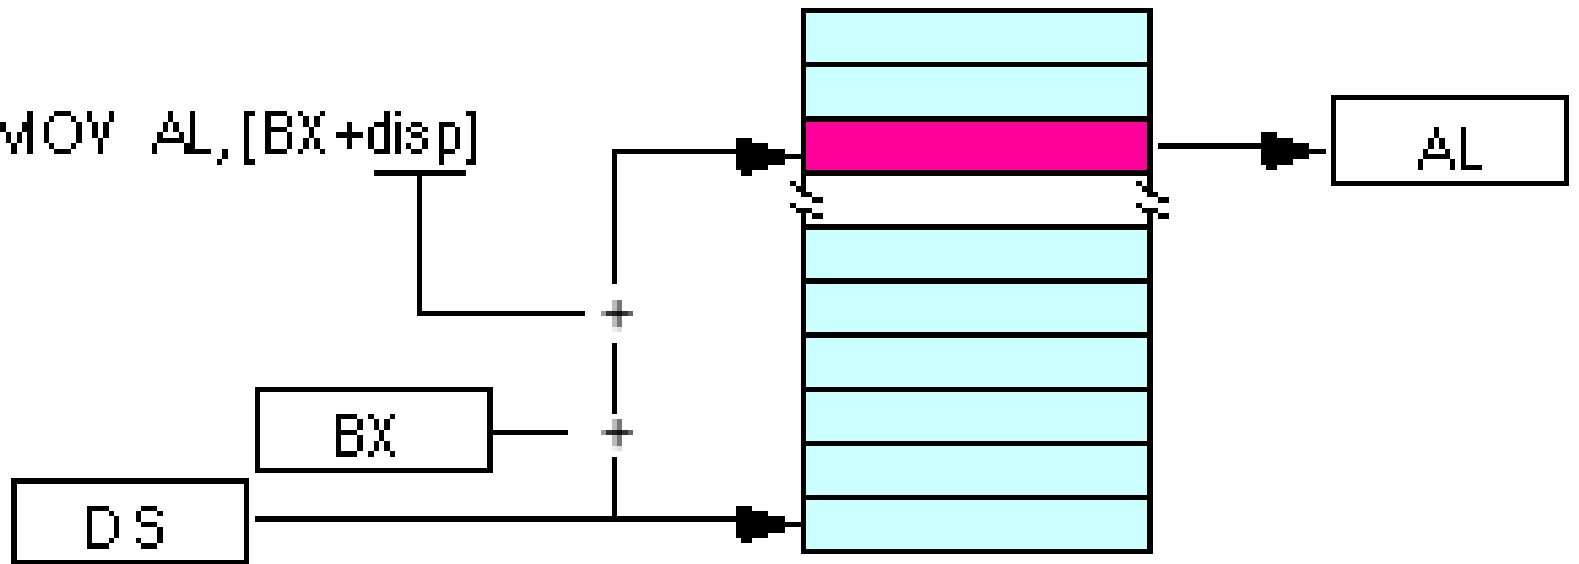 MOV AL,[BX+disp]
AL
+
BX
+
DS